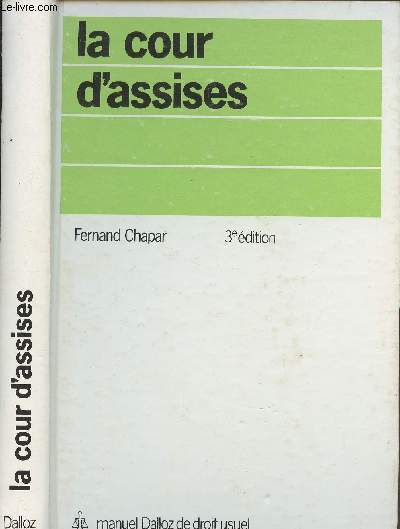 Le-livre.com
la cour
d'assises
Fernand Chapar 3e édition
la cour d'assises
Dalloz
manuel Dalloz de droit usuel